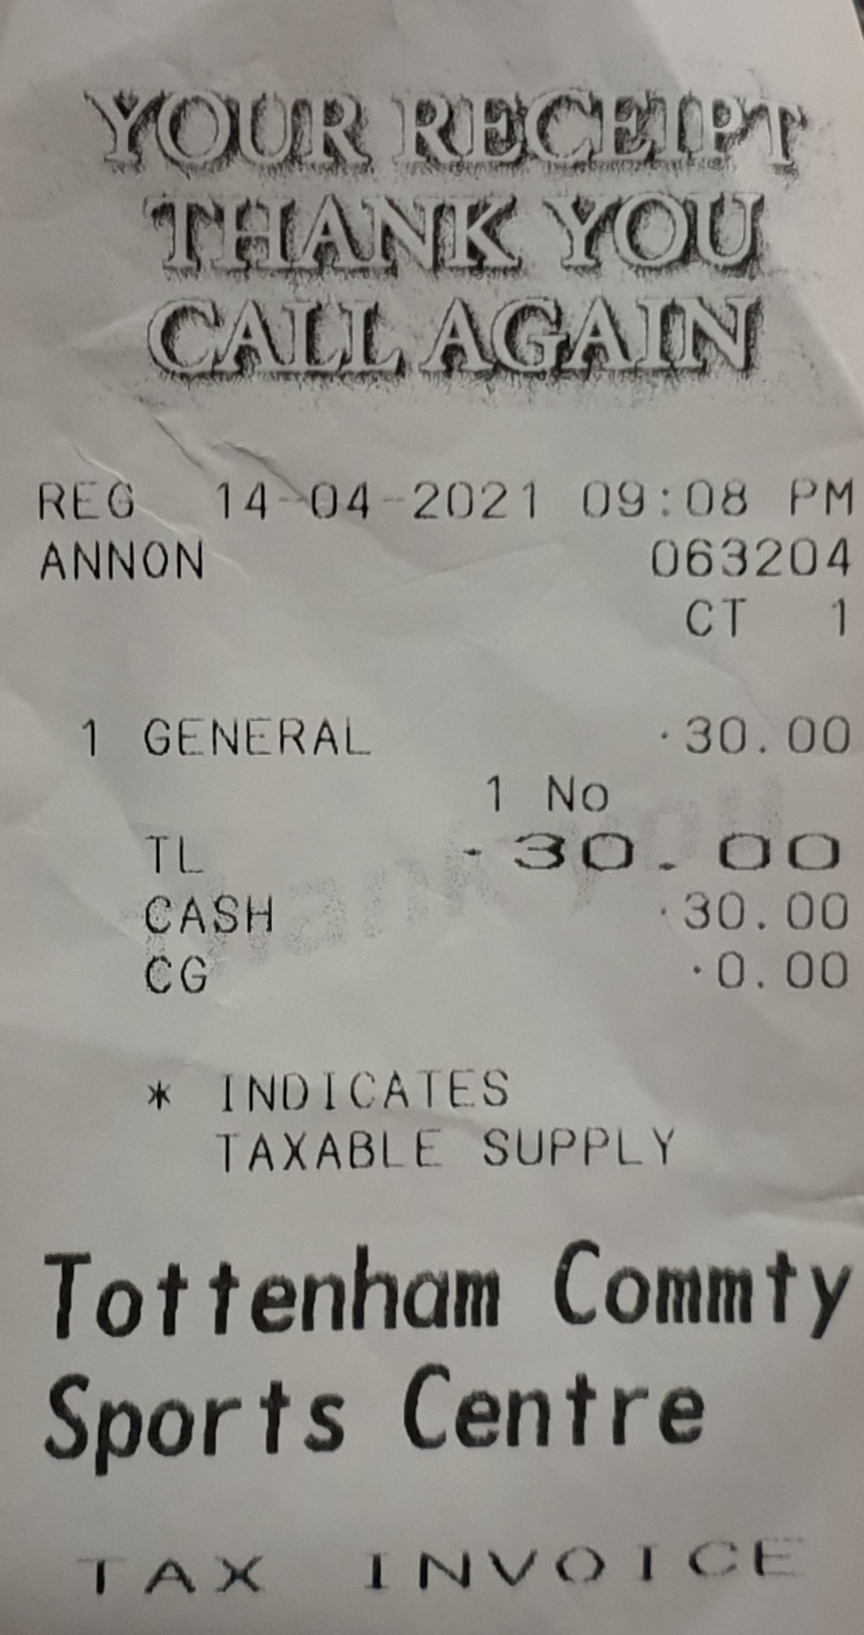 YOUR RECEIPT
THANK YOU
CALL AGAIN
REG 14-04-2021 09:08 PM
ANNON 063204
CT 1
1 GENERAL ·30.00
1 No
TL ·30.00
CASH ·30.00
CG ·0.00
* INDICATES
TAXABLE SUPPLY
Tottenham Commty
Sports Centre
TAX INVOICE